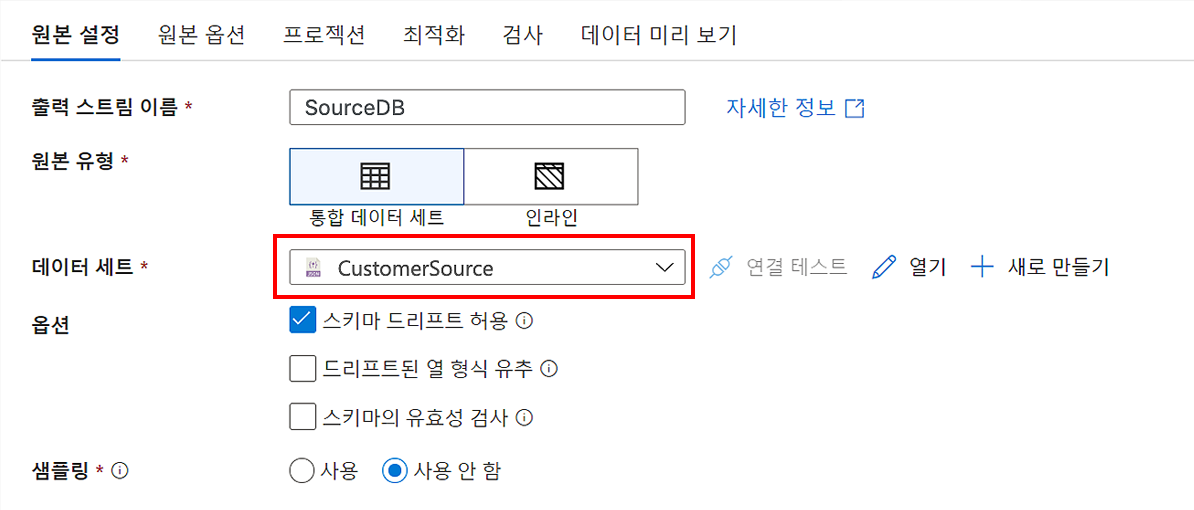 원본 설정 원본 옵션 프로젝션 최적화 검사 데이터 미리 보기
출력 스트림 이름 * SourceDB 자세한 정보
원본 유형 *
통합 데이터 세트 인라인
데이터 세트 * JSON CustomerSource 연결 테스트 열기 새로 만들기
옵션 스키마 드리프트 허용
드리프트된 열 형식 유추
스키마의 유효성 검사
샘플링 * 사용 사용 안 함